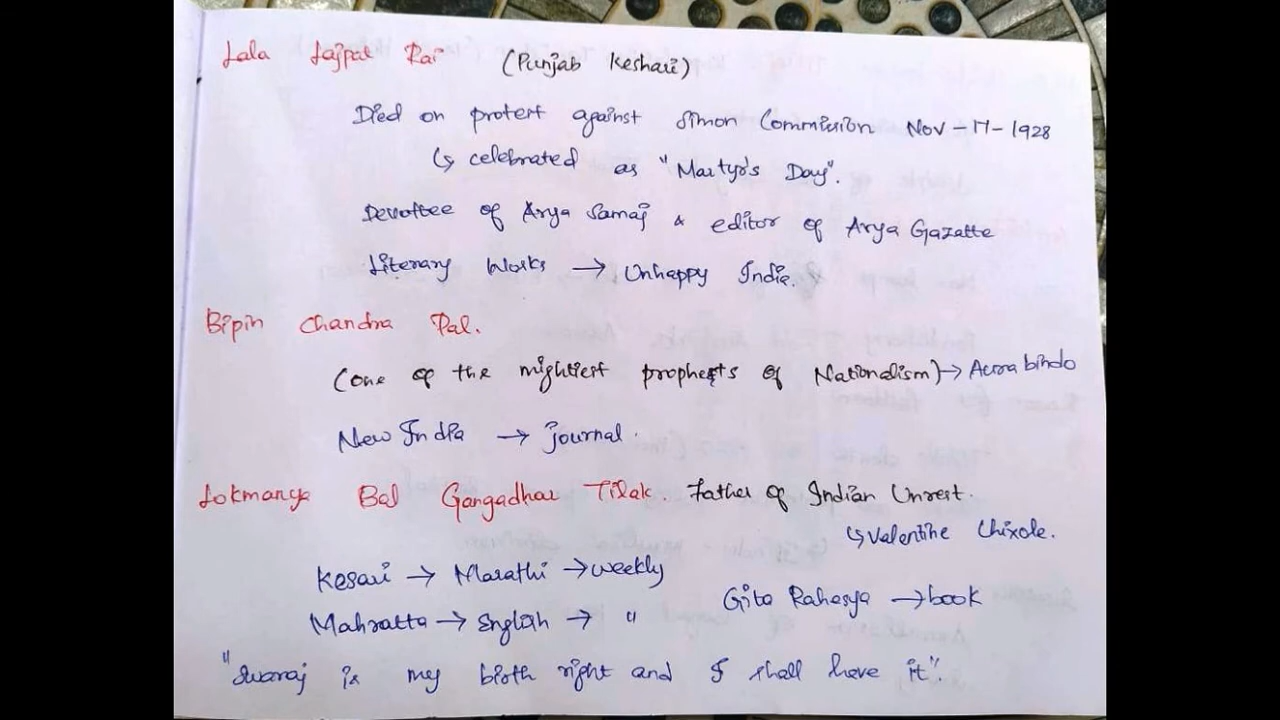 Lala Lajpat Rai (Punjab Keshari)
Died on protest against Simon Commission Nov-17-1928
↳ celebrated as "Martyr's Day".
Devottee of Arya Samaj & editor of Arya Gazatte
Literary Works → Unhappy India.
Bipin Chandra Pal.
(One of the mightiest prophets of Nationalism) → Aurabindo
New India → journal.
Lokmanya Bal Gangadhar Tilak. Father of Indian Unrest.
↳ Valentine Chixole.
Kesari → Marathi → weekly
Gita Rahasya → book
Mahratta → English → "
"Swaraj is my birth right and I shall have it".